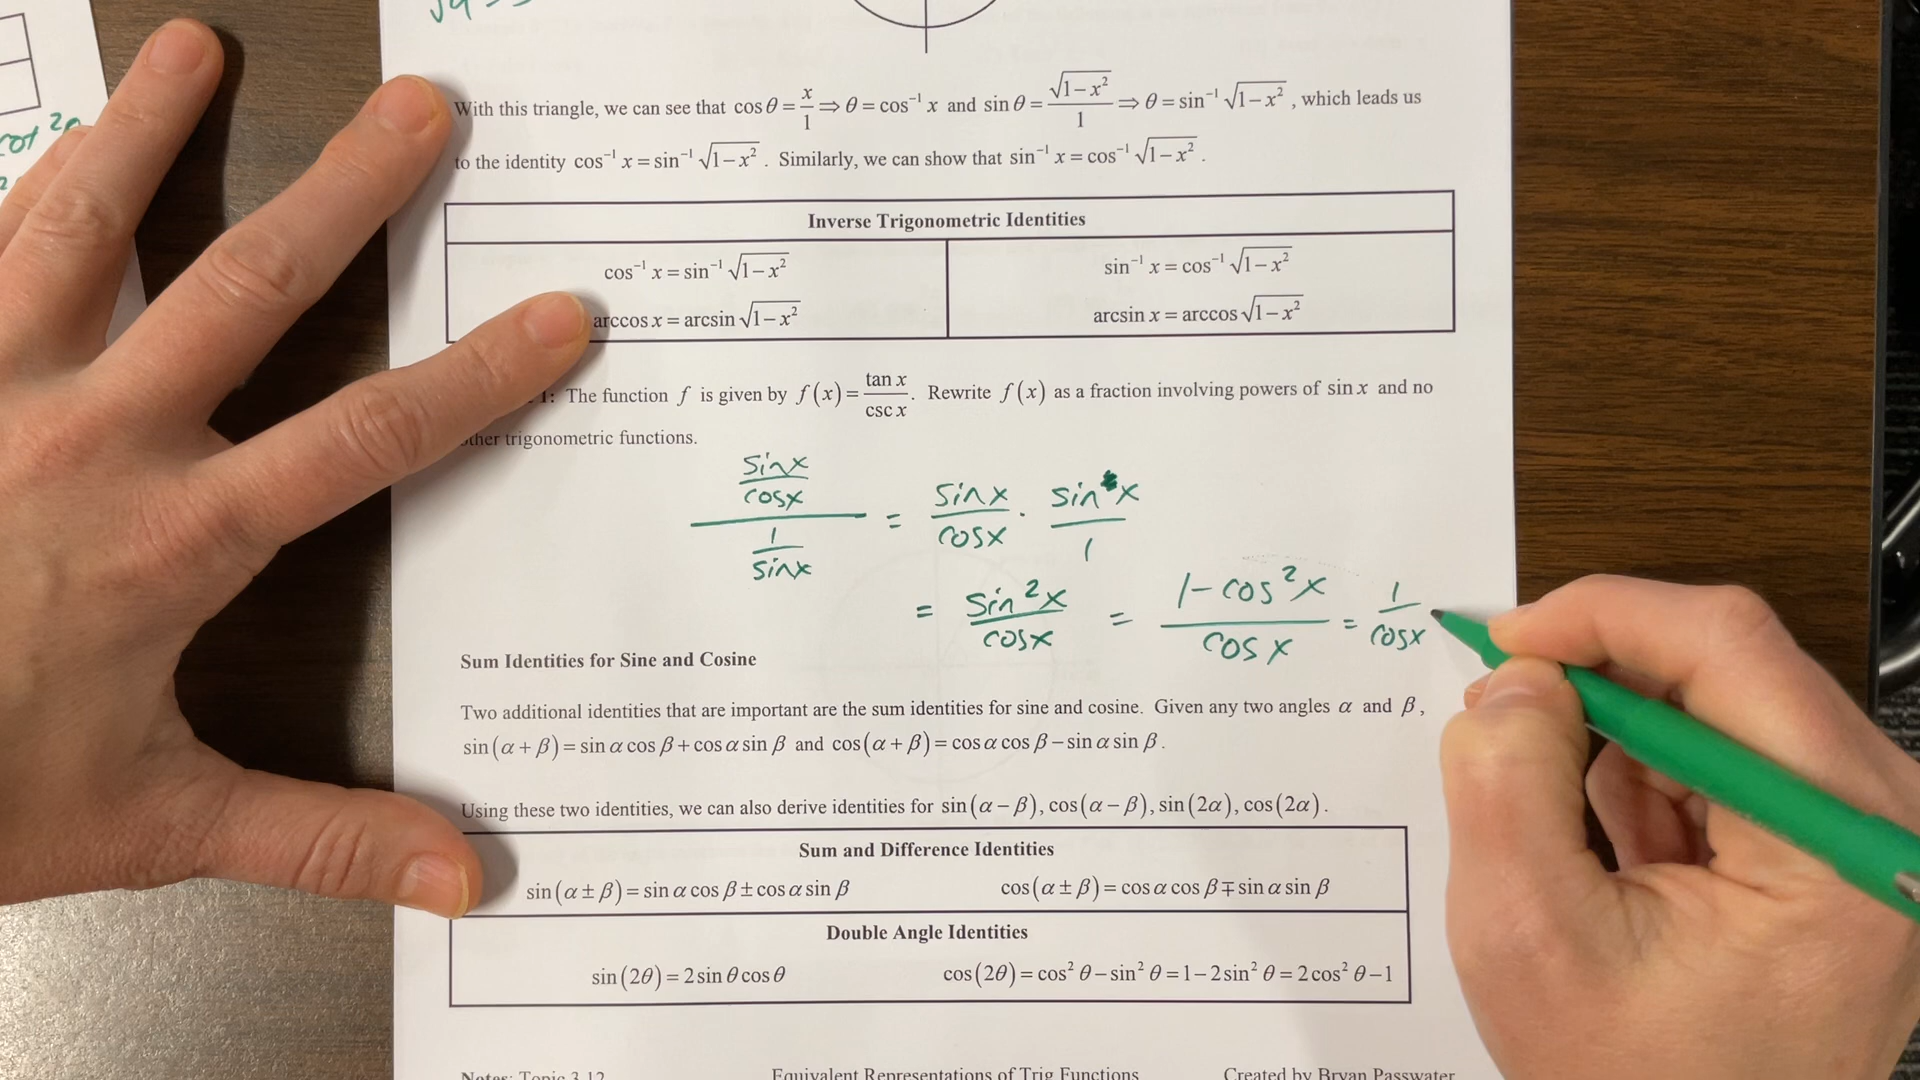 √9
cot²
2
With this triangle, we can see that cos θ = x/1 ⇒ θ = cos⁻¹ x and sin θ = √(1−x²)/1 ⇒ θ = sin⁻¹ √(1−x²) , which leads us
to the identity cos⁻¹ x = sin⁻¹ √(1−x²) . Similarly, we can show that sin⁻¹ x = cos⁻¹ √(1−x²) .
Inverse Trigonometric Identities
cos⁻¹ x = sin⁻¹ √(1−x²) sin⁻¹ x = cos⁻¹ √(1−x²)
arccos x = arcsin √(1−x²) arcsin x = arccos √(1−x²)
1: The function f is given by f(x) = tan x/csc x. Rewrite f(x) as a fraction involving powers of sin x and no
other trigonometric functions.
(sinx/cosx)/(1/sinx) = sinx/cosx · sin x/1
= sin²x/cosx = (1-cos²x)/cosx = 1/cosx
Sum Identities for Sine and Cosine
Two additional identities that are important are the sum identities for sine and cosine. Given any two angles α and β,
sin(α + β) = sin α cos β + cos α sin β and cos(α + β) = cos α cos β − sin α sin β.
Using these two identities, we can also derive identities for sin(α − β), cos(α − β), sin(2α), cos(2α).
Sum and Difference Identities
sin(α ± β) = sin α cos β ± cos α sin β cos(α ± β) = cos α cos β ∓ sin α sin β
Double Angle Identities
sin(2θ) = 2 sin θ cos θ cos(2θ) = cos² θ − sin² θ = 1 − 2 sin² θ = 2 cos² θ − 1
Notes: Topic 3.12 Equivalent Representations of Trig Functions Created by Bryan Passwater